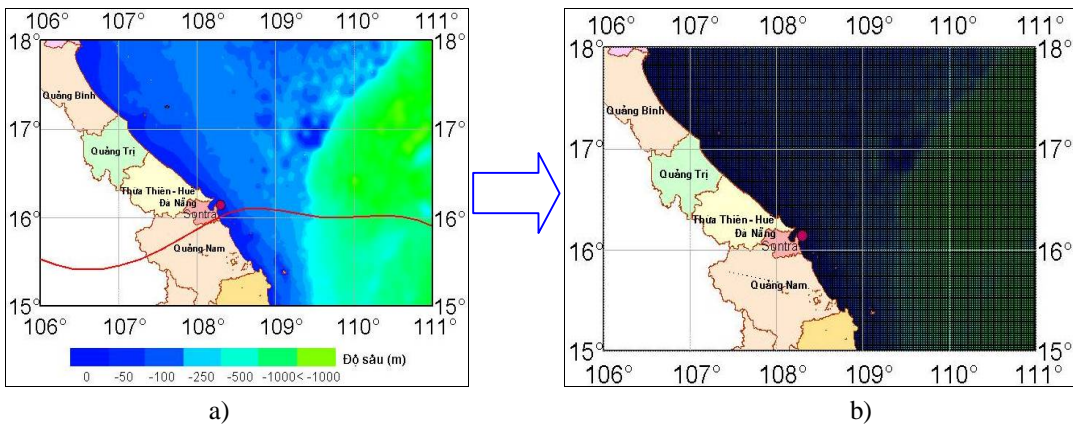 106° 107° 108° 109° 110° 111°
18° 18°
Quảng Bình
17° 17°
Quảng Trị
Thừa Thiên - Huế
Đà Nẵng
Sontra
16° 16°
Quảng Nam
15° 15°
106° 107° 108° 109° 110° 111°
Độ sâu (m)
0 -50 -100 -250 -500 -1000 < -1000
a)
106° 107° 108° 109° 110° 111°
18° 18°
Quảng Bình
17° 17°
Quảng Trị
Thừa Thiên - Huế
Đà Nẵng
Sontra
16° 16°
Quảng Nam
15° 15°
106° 107° 108° 109° 110° 111°
b)